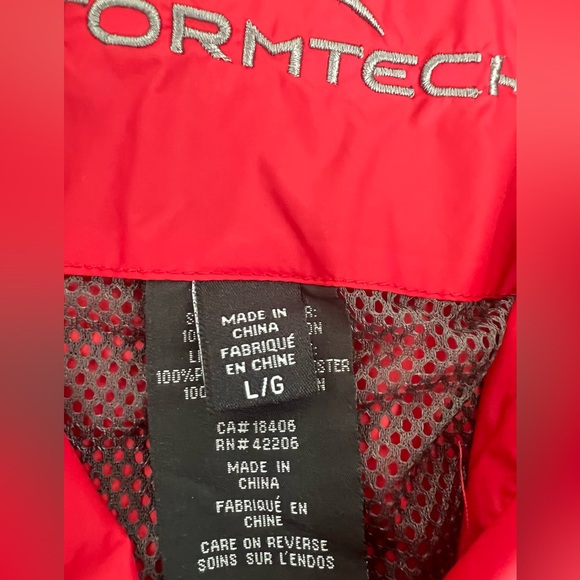 ORMTECH
MADE IN
CHINA
FABRIQUÉ
EN CHINE
L/G
CA# 18406
RN# 42206
MADE IN
CHINA
FABRIQUÉ EN
CHINE
CARE ON REVERSE
SOINS SUR L'ENDOS